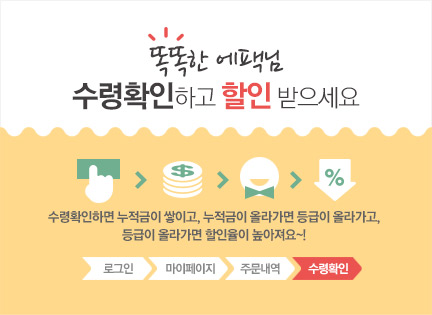 똑똑한 에팩님
수령확인하고 할인 받으세요
$
%
수령확인하면 누적금이 쌓이고, 누적금이 올라가면 등급이 올라가고,
등급이 올라가면 할인율이 높아져요~!
로그인 마이페이지 주문내역 수령확인